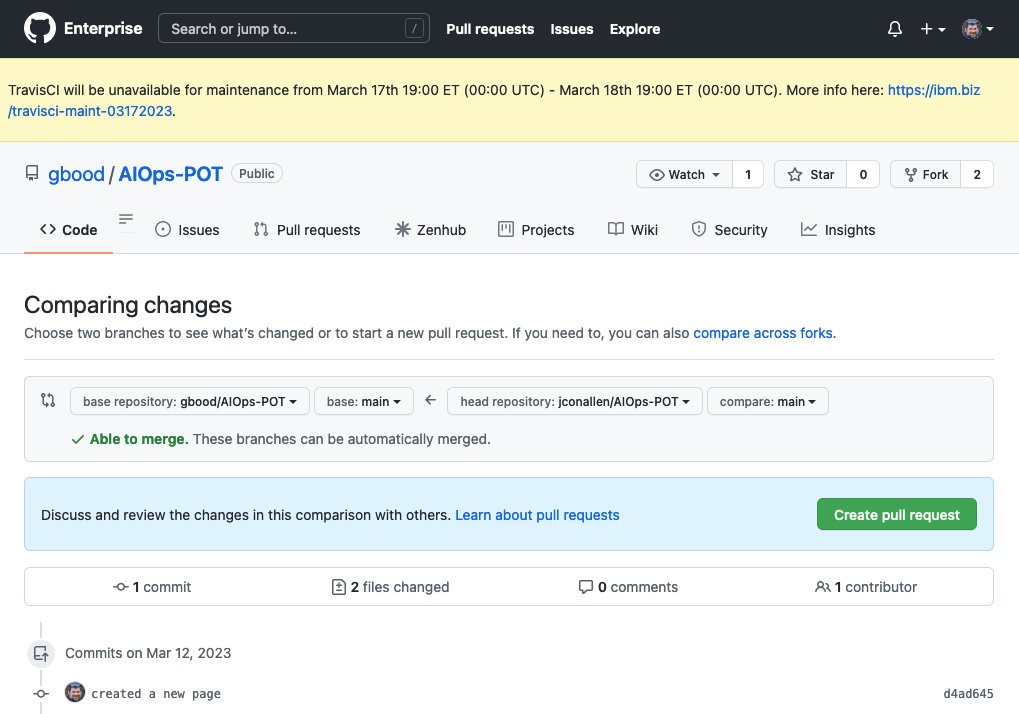 Enterprise Search or jump to... / Pull requests Issues Explore
TravisCI will be unavailable for maintenance from March 17th 19:00 ET (00:00 UTC) - March 18th 19:00 ET (00:00 UTC). More info here: https://ibm.biz
/travisci-maint-03172023.
gbood / AIOps-POT Public Watch 1 Star 0 Fork 2
Code Issues Pull requests Zenhub Projects Wiki Security Insights
Comparing changes
Choose two branches to see what's changed or to start a new pull request. If you need to, you can also compare across forks.
base repository: gbood/AIOps-POT base: main head repository: jconallen/AIOps-POT compare: main
Able to merge. These branches can be automatically merged.
Discuss and review the changes in this comparison with others. Learn about pull requests Create pull request
1 commit 2 files changed 0 comments 1 contributor
Commits on Mar 12, 2023
created a new page d4ad645